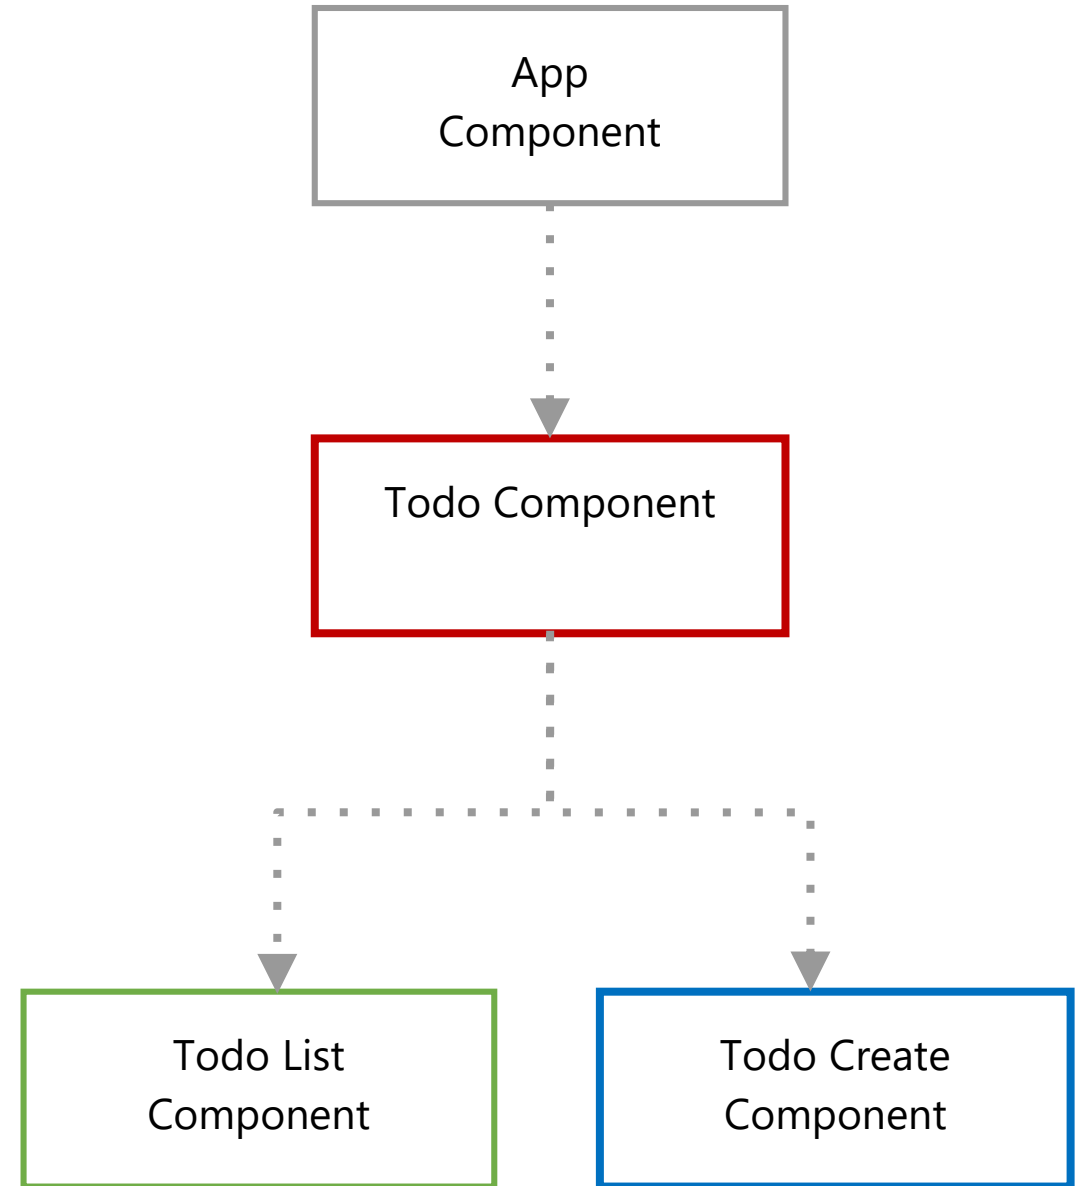 App
Component
Todo Component
Todo List
Component
Todo Create
Component